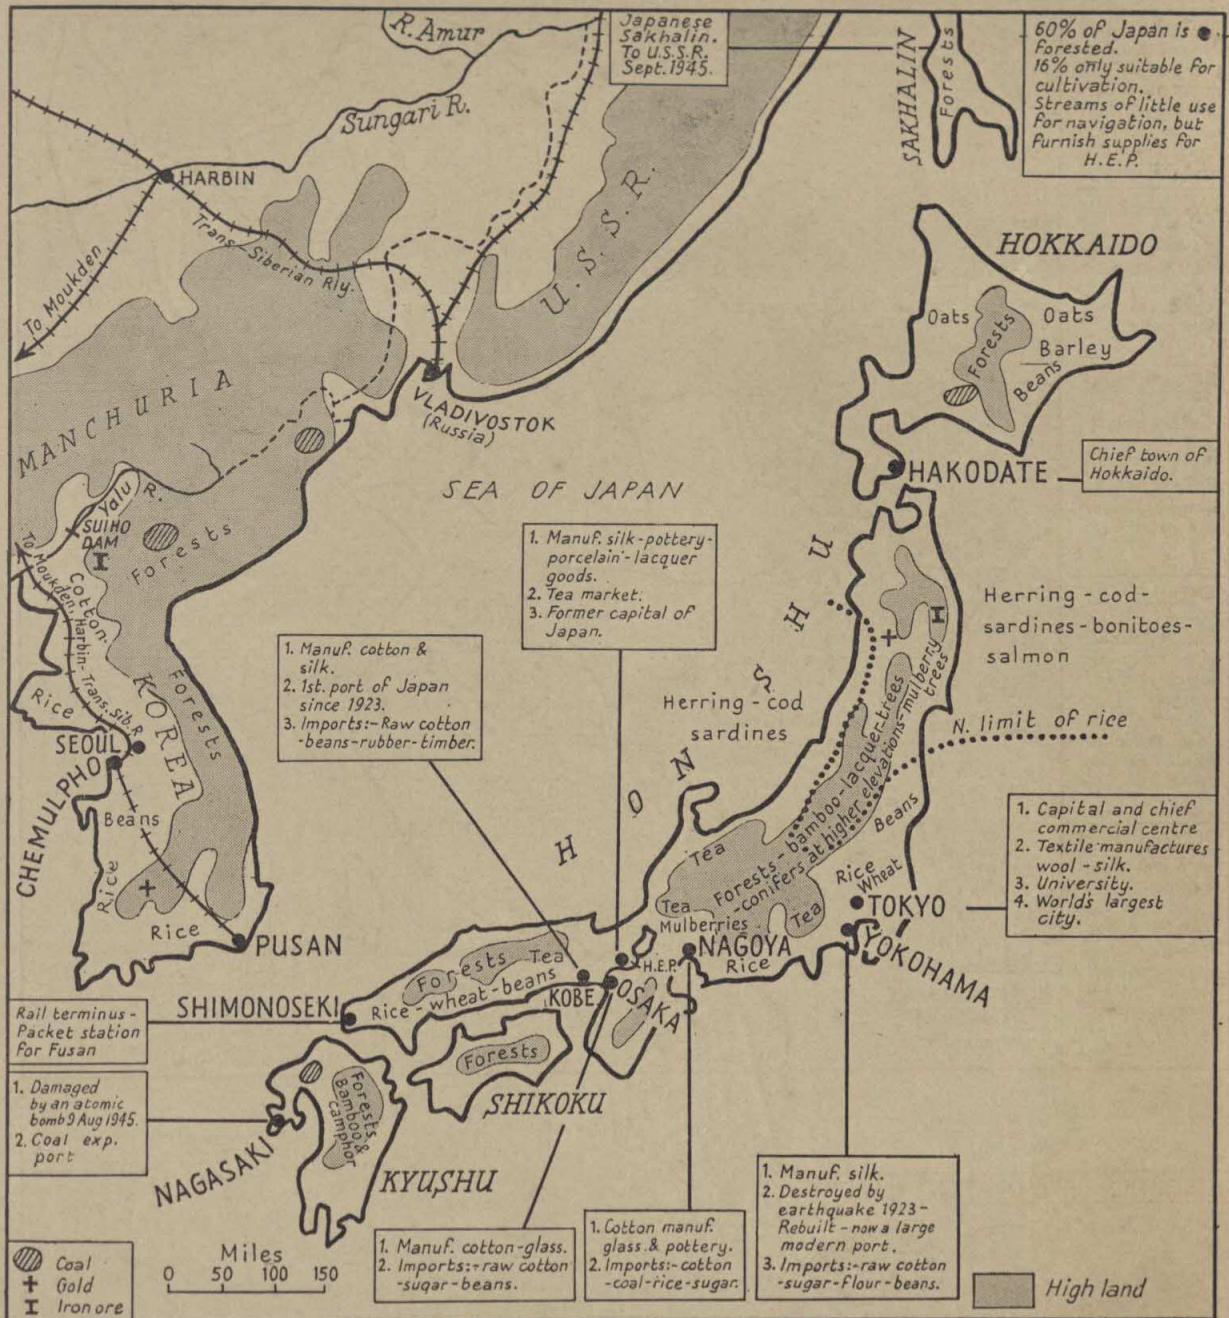 R. Amur
Japanese
Sakhalin.
To U.S.S.R.
Sept. 1945.
SAKHALIN
Forests
60% of Japan is
forested.
16% only suitable for
cultivation.
Streams of little use
for navigation, but
furnish supplies for
H.E.P.
Sungari R.
HARBIN
Trans-Siberian Rly.
To Moukden
U.S.S.R.
HOKKAIDO
Oats
Forests
Oats
Barley
Beans
MANCHURIA
VLADIVOSTOK
(Russia)
HAKODATE
Chief town of
Hokkaido.
SEA OF JAPAN
Yalu R.
SUIHO
DAM
Forests
To Moukden, Harbin-Trans. sib. R
Cotton
1. Manuf. silk-pottery-
porcelain-lacquer
goods.
2. Tea market.
3. Former capital of
Japan.
HONSHU
Herring-cod-
sardines-bonitoes-
salmon
1. Manuf. cotton &
silk.
2. 1st. port of Japan
since 1923.
3. Imports:-Raw cotton
-beans-rubber-timber.
Rice
KOREA
Forests
Herring-cod
sardines
N. limit of rice
SEOUL
CHEMULPHO
Beans
Rice
Rice
PUSAN
Tea
Forests-bamboo-lacquer-trees
-conifers at higher elevations-mulberry
trees
Beans
Rice
Wheat
Tea
Mulberries
Tea
1. Capital and chief
commercial centre
2. Textile manufactures
wool-silk.
3. University.
4. World's largest
city.
TOKYO
YOKOHAMA
NAGOYA
Rice
H.E.P.
OSAKA
KOBE
Forests
Tea
Rice-wheat-beans
SHIMONOSEKI
Rail terminus-
Packet station
for Fusan
Forests
SHIKOKU
1. Damaged
by an atomic
bomb 9 Aug 1945.
2. Coal exp.
port
NAGASAKI
Forests
Bamboo &
camphor
KYUSHU
1. Manuf. cotton-glass.
2. Imports:-raw cotton
-sugar-beans.
1. Cotton manuf.
glass & pottery.
2. Imports:-cotton
-coal-rice-sugar.
1. Manuf. silk.
2. Destroyed by
earthquake 1923-
Rebuilt-now a large
modern port.
3. Imports:-raw cotton
-sugar-flour-beans.
Coal
Gold
Iron ore
Miles
0 50 100 150
High land